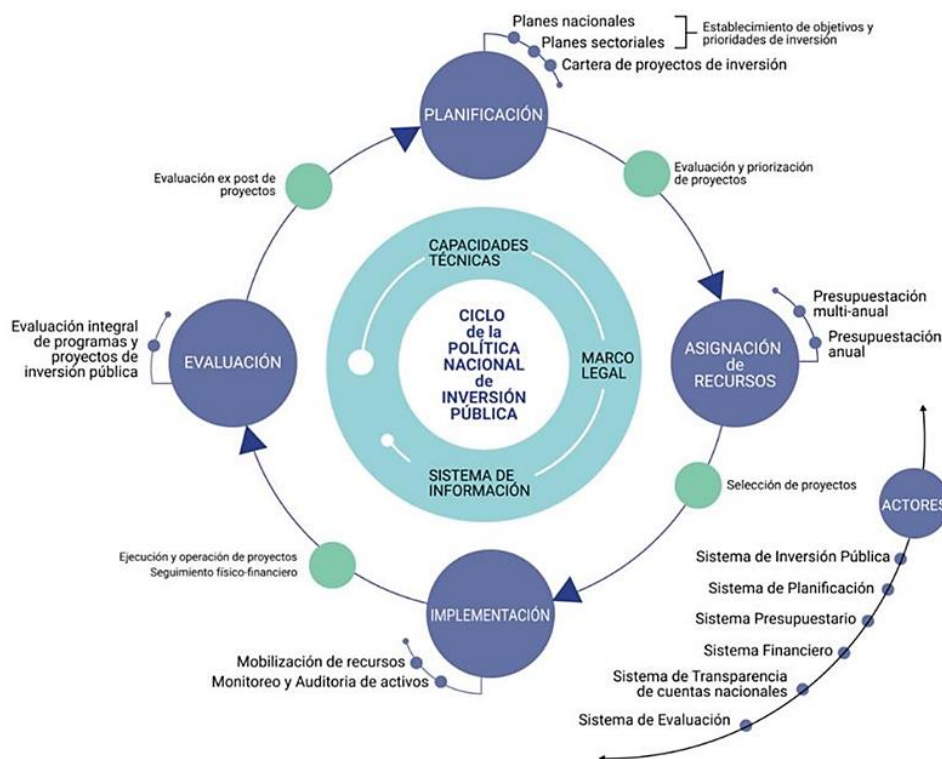 Planes nacionales
Planes sectoriales
Establecimiento de objetivos y
prioridades de inversión
Cartera de proyectos de inversión
PLANIFICACIÓN
Evaluación ex post de
proyectos
Evaluación y priorización
de proyectos
CAPACIDADES
TÉCNICAS
CICLO
de la
POLÍTICA
NACIONAL
de
INVERSIÓN
PÚBLICA
MARCO
LEGAL
SISTEMA DE
INFORMACIÓN
Evaluación integral
de programas y
proyectos de
inversión pública
EVALUACIÓN
ASIGNACIÓN
de
RECURSOS
Presupuestación
multi-anual
Presupuestación
anual
Selección de proyectos
Ejecución y operación de proyectos
Seguimiento físico-financiero
IMPLEMENTACIÓN
Mobilización de recursos
Monitoreo y Auditoria de activos
ACTORES
Sistema de Inversión Pública
Sistema de Planificación
Sistema Presupuestario
Sistema Financiero
Sistema de Transparencia
de cuentas nacionales
Sistema de Evaluación